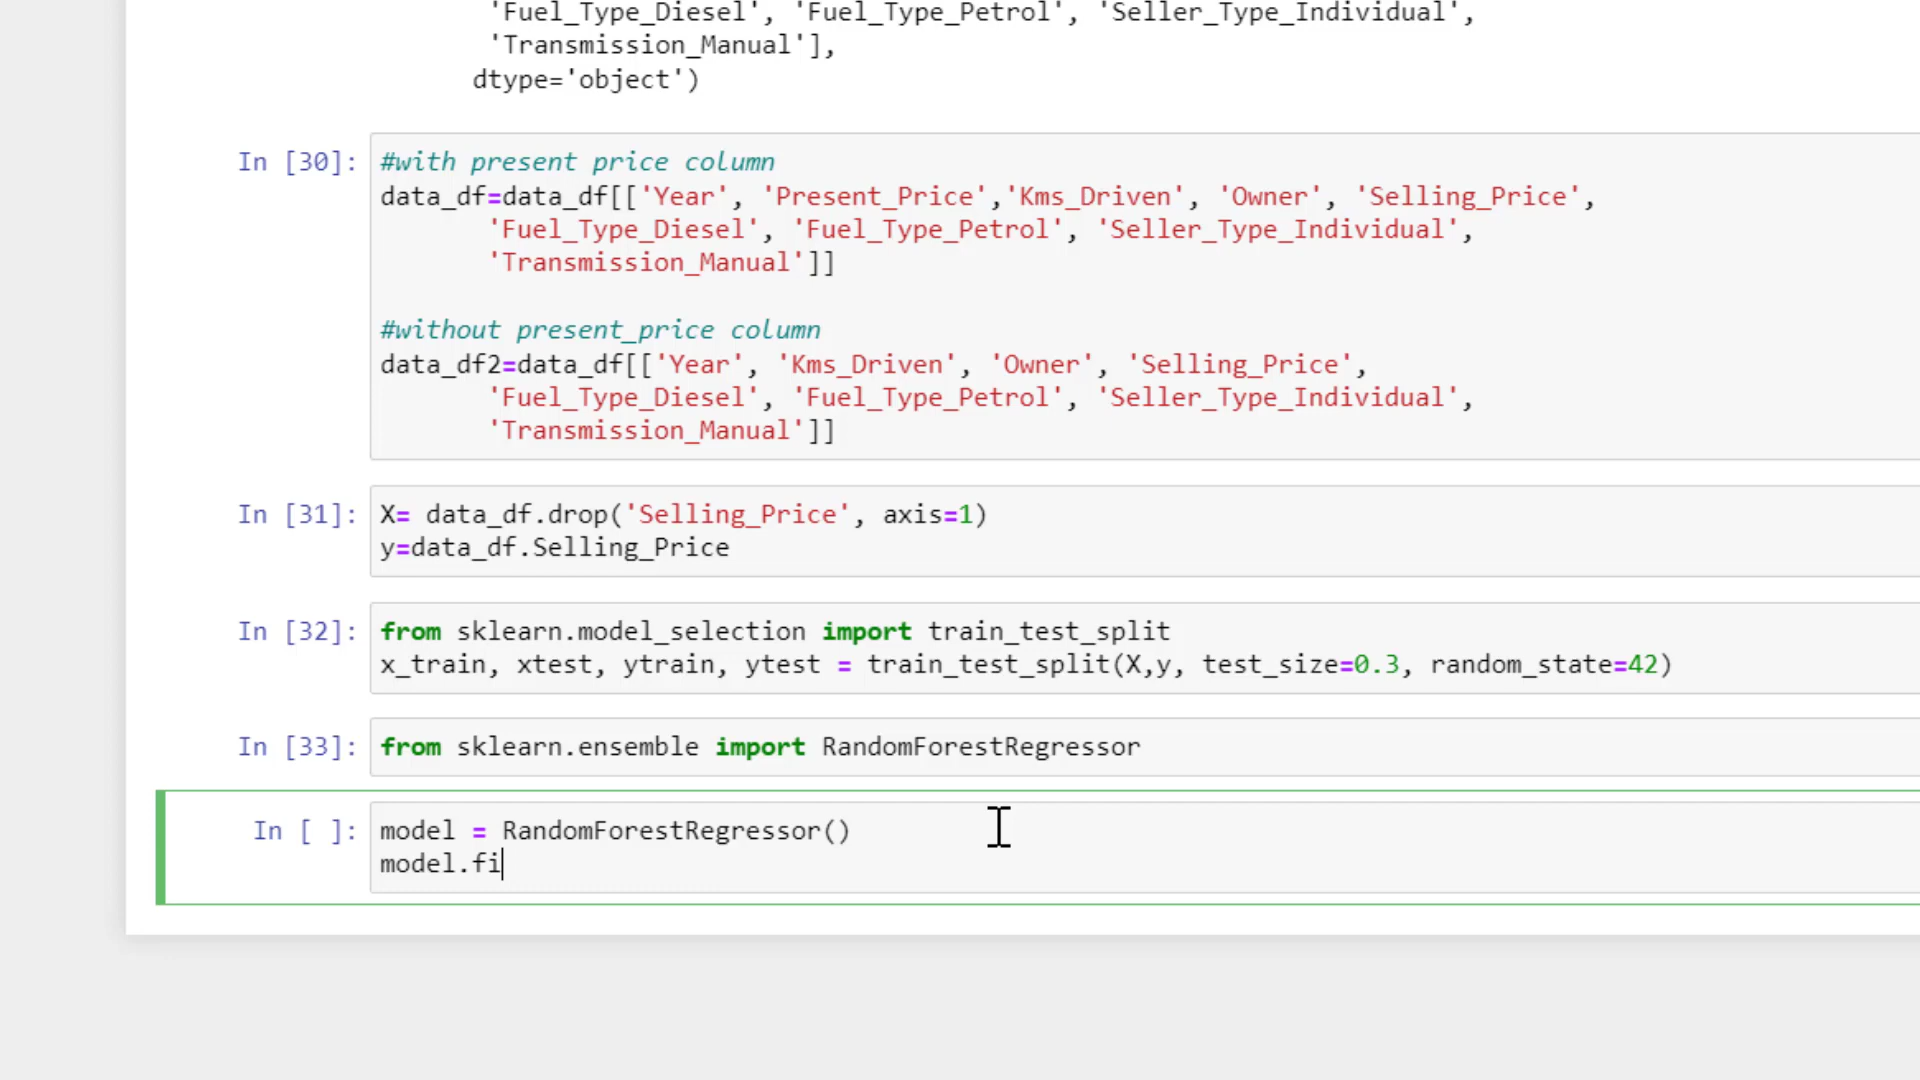 'Fuel_Type_Diesel', 'Fuel_Type_Petrol', 'Seller_Type_Individual',
'Transmission_Manual'],
dtype='object')
In [30]: #with present price column
data_df=data_df[['Year', 'Present_Price','Kms_Driven', 'Owner', 'Selling_Price',
'Fuel_Type_Diesel', 'Fuel_Type_Petrol', 'Seller_Type_Individual',
'Transmission_Manual']]
#without present_price column
data_df2=data_df[['Year', 'Kms_Driven', 'Owner', 'Selling_Price',
'Fuel_Type_Diesel', 'Fuel_Type_Petrol', 'Seller_Type_Individual',
'Transmission_Manual']]
In [31]: X= data_df.drop('Selling_Price', axis=1)
y=data_df.Selling_Price
In [32]: from sklearn.model_selection import train_test_split
x_train, xtest, ytrain, ytest = train_test_split(X,y, test_size=0.3, random_state=42)
In [33]: from sklearn.ensemble import RandomForestRegressor
In [ ]: model = RandomForestRegressor()
model.fi